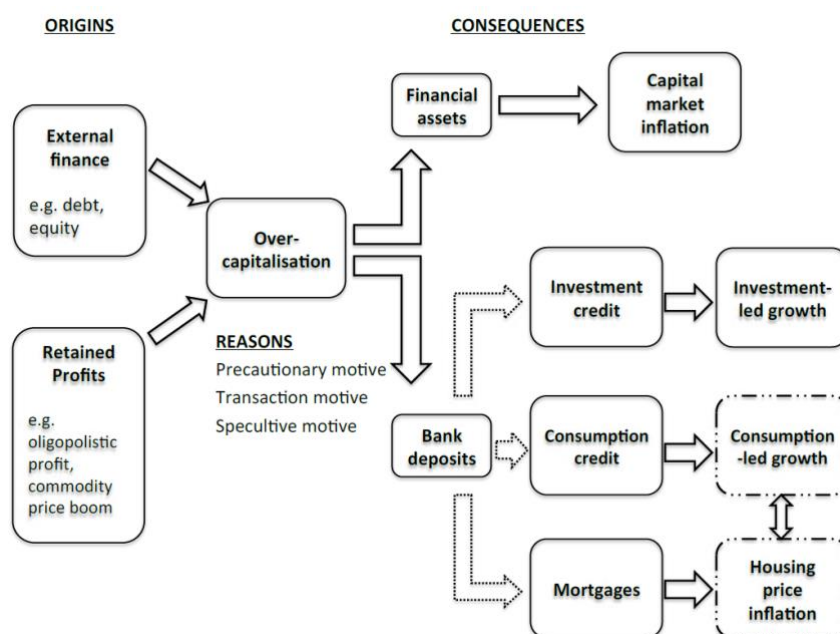 ORIGINS
CONSEQUENCES
External
finance
e.g. debt,
equity
Retained
Profits
e.g.
oligopolistic
profit,
commodity
price boom
Over-
capitalisation
REASONS
Precautionary motive
Transaction motive
Specultive motive
Financial
assets
Capital
market
inflation
Bank
deposits
Investment
credit
Investment-
led growth
Consumption
credit
Consumption
-led growth
Mortgages
Housing
price
inflation